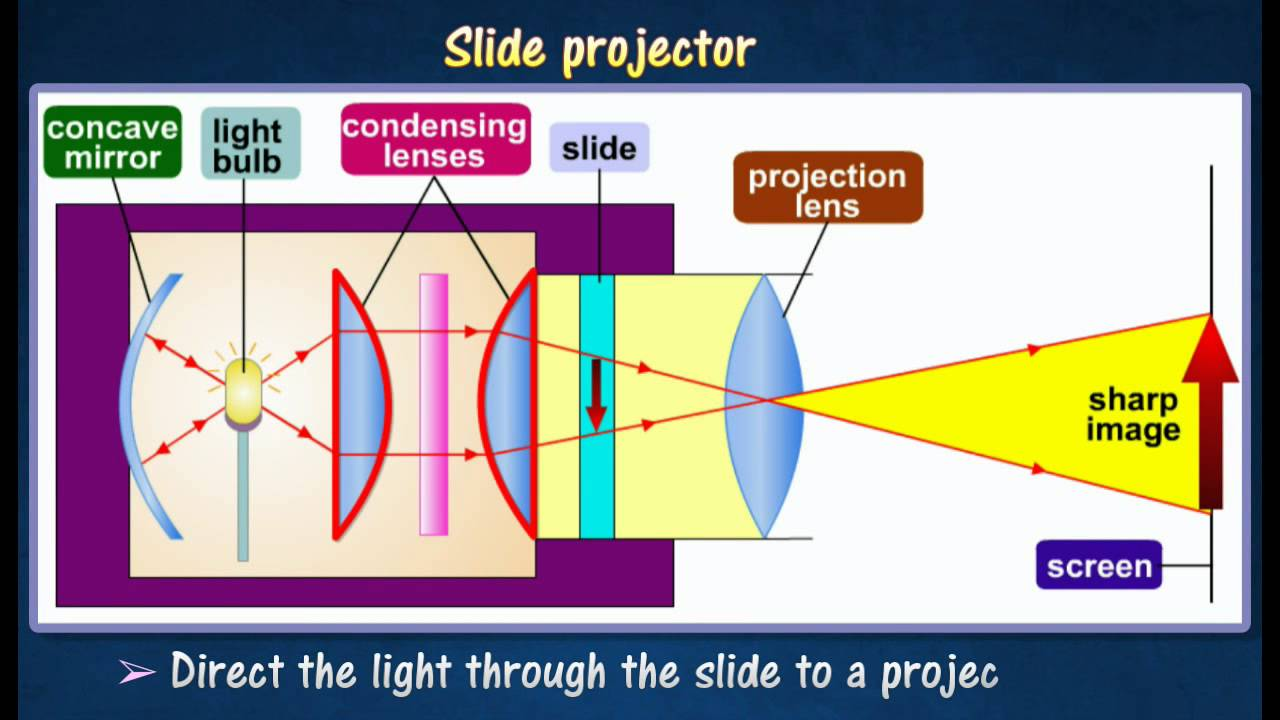 Slide projector
concave
mirror
light
bulb
condensing
lenses
slide
projection
lens
sharp
image
screen
➢ Direct the light through the slide to a projec